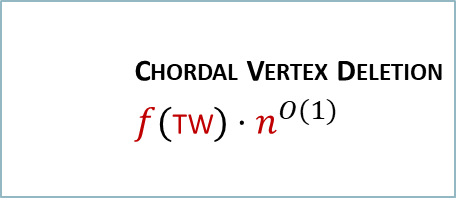 CHORDAL VERTEX DELETION
f(TW) · n^{O(1)}